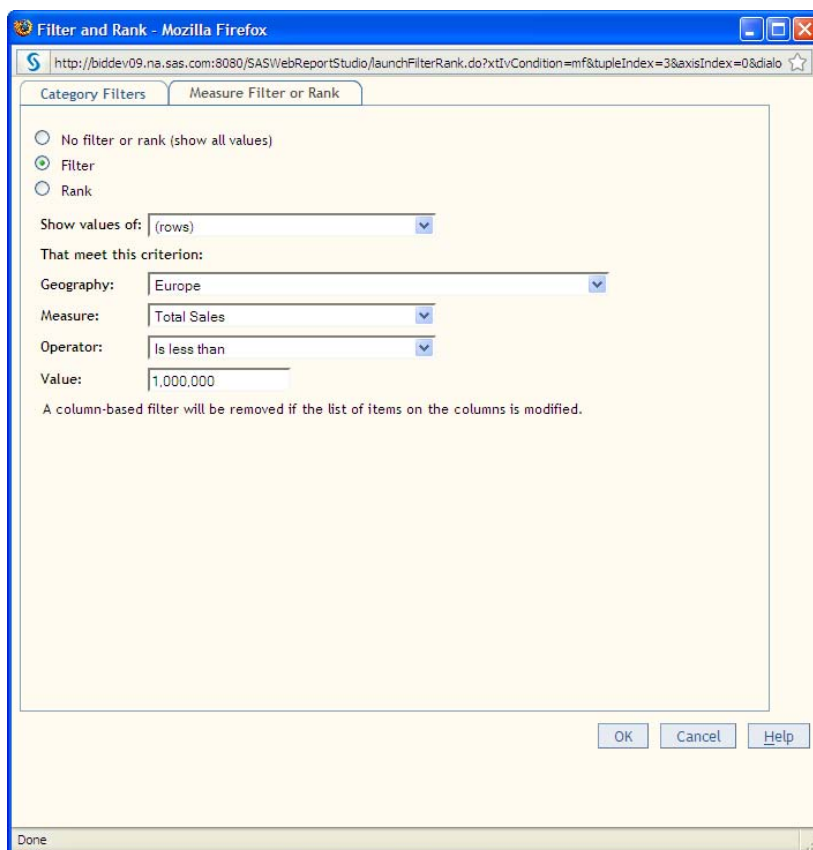 Filter and Rank - Mozilla Firefox
http://biddev09.na.sas.com:8080/SASWebReportStudio/launchFilterRank.do?xtIvCondition=mf&tupleIndex=3&axisIndex=0&dialo
Category Filters Measure Filter or Rank
No filter or rank (show all values)
Filter
Rank
Show values of: (rows)
That meet this criterion:
Geography: Europe
Measure: Total Sales
Operator: Is less than
Value: 1,000,000
A column-based filter will be removed if the list of items on the columns is modified.
OK Cancel Help
Done